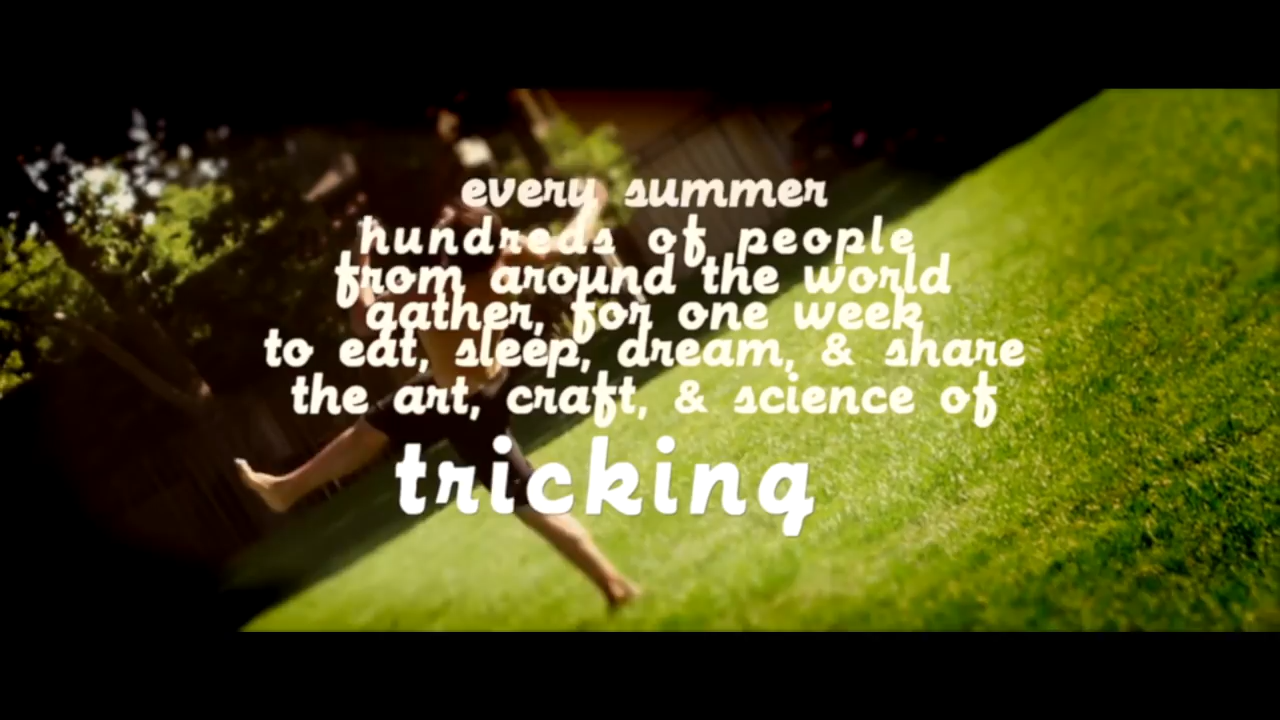 every summer
hundreds of people
from around the world
gather, for one week
to eat, sleep, dream, & share
the art, craft, & science of
tricking